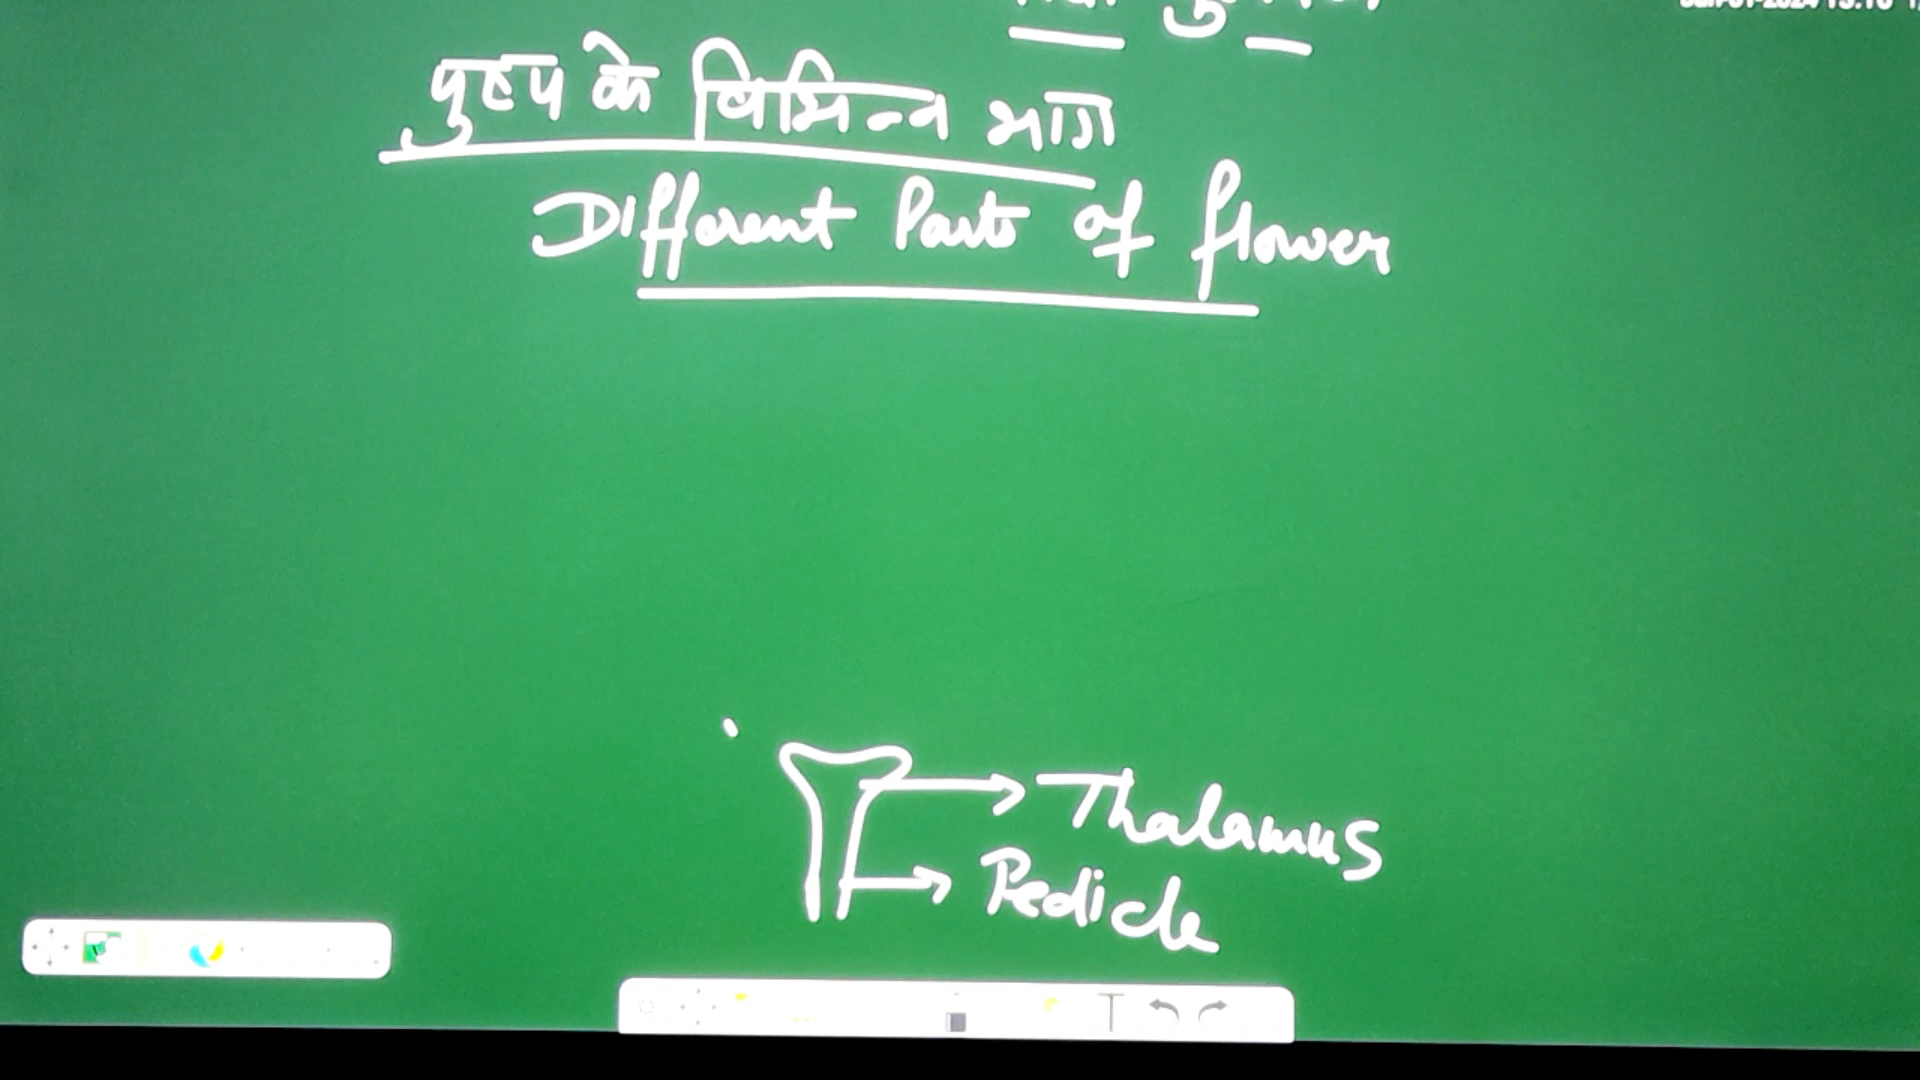 पुष्प के विभिन्न भाग
Different Parts of flower
Thalamus
Pedicle